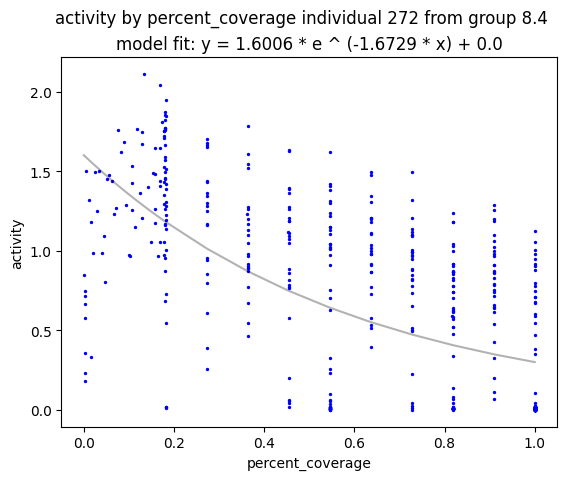 activity by percent_coverage individual 272 from group 8.4
model fit: y = 1.6006 * e ^ (-1.6729 * x) + 0.0
2.0
1.5
1.0
0.5
0.0
activity
0.0 0.2 0.4 0.6 0.8 1.0
percent_coverage